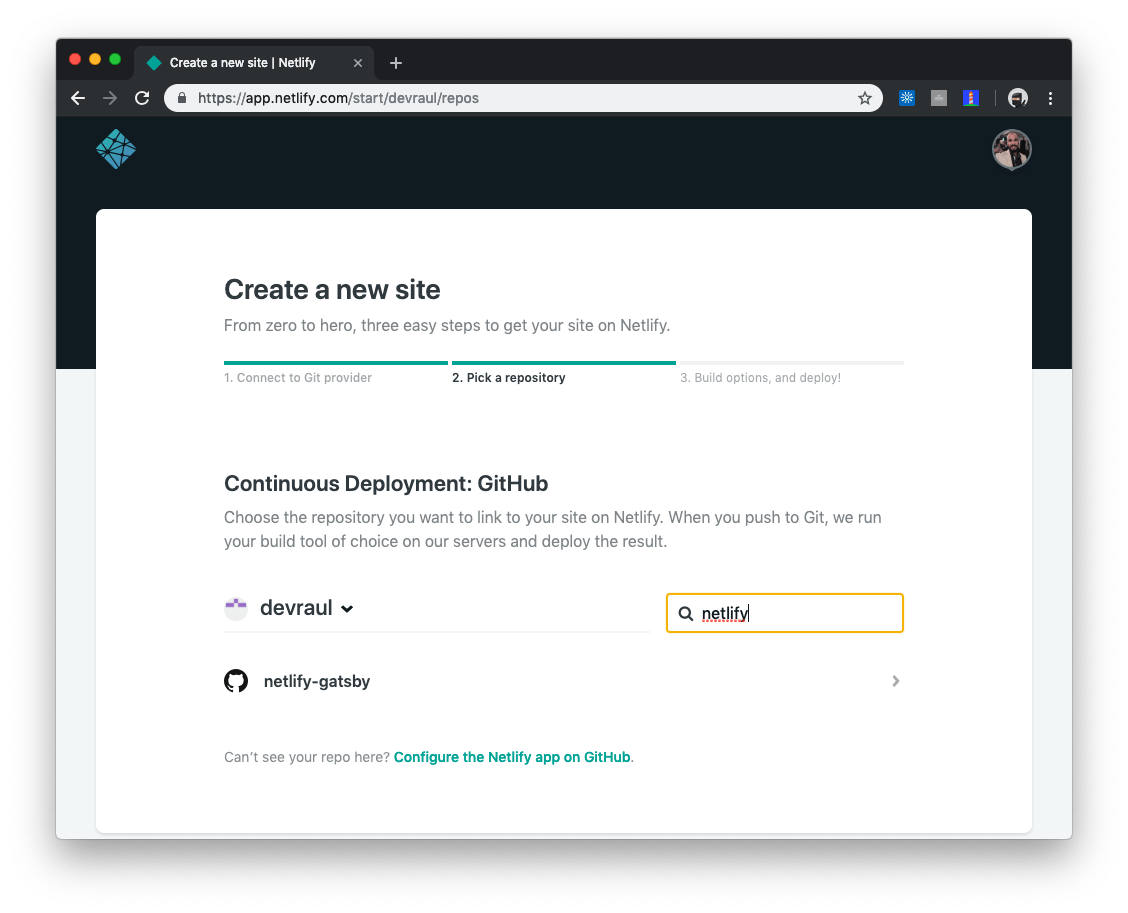 Create a new site | Netlify
https://app.netlify.com/start/devraul/repos
Create a new site
From zero to hero, three easy steps to get your site on Netlify.
1. Connect to Git provider
2. Pick a repository
3. Build options, and deploy!
Continuous Deployment: GitHub
Choose the repository you want to link to your site on Netlify. When you push to Git, we run
your build tool of choice on our servers and deploy the result.
devraul
netlify
netlify-gatsby
Can’t see your repo here? Configure the Netlify app on GitHub.